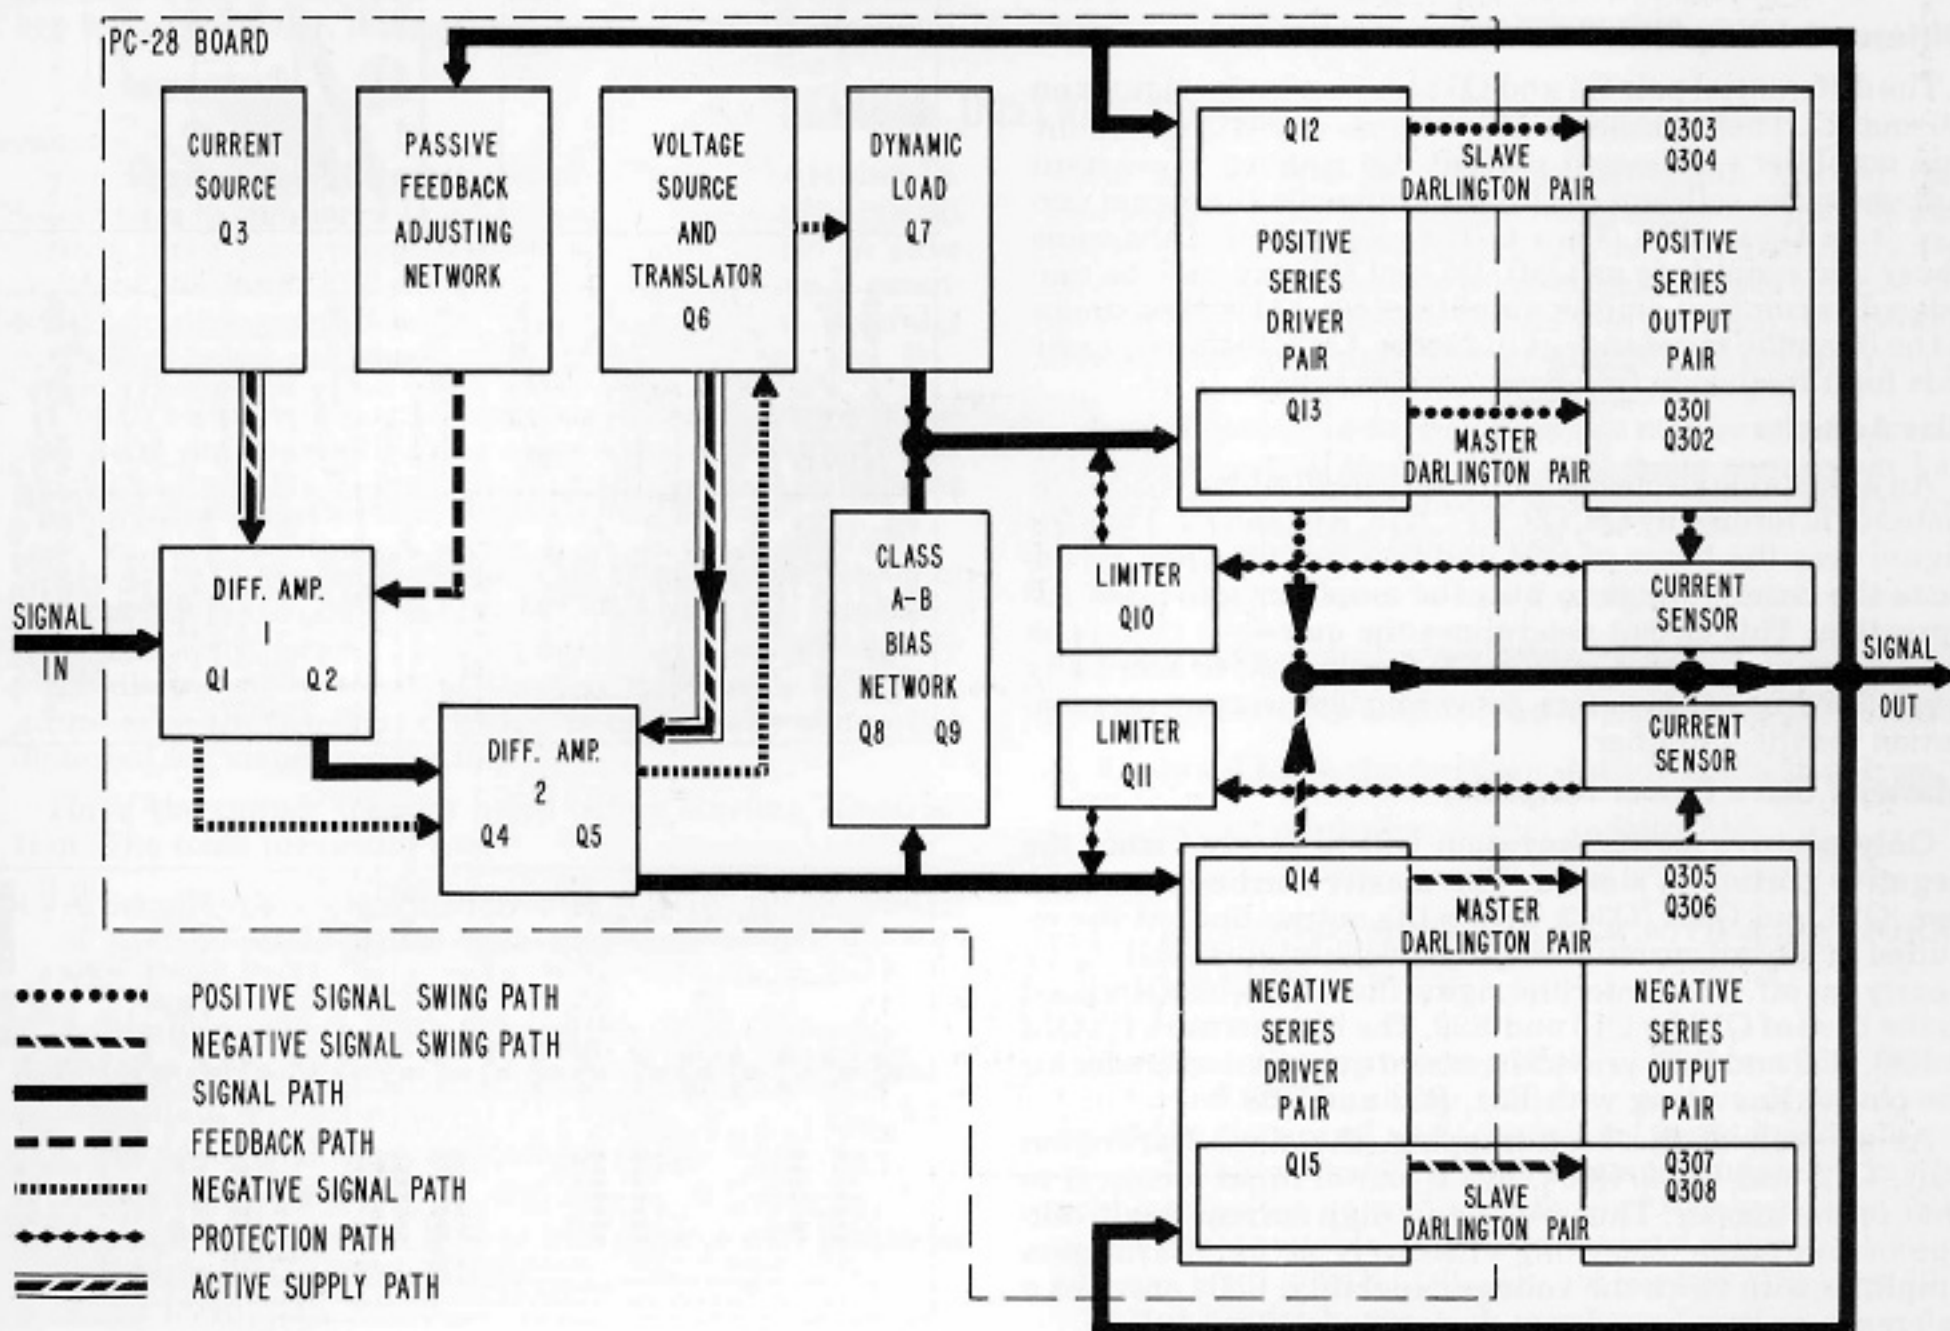 PC-28 BOARD
CURRENT
SOURCE
Q3
PASSIVE
FEEDBACK
ADJUSTING
NETWORK
VOLTAGE
SOURCE
AND
TRANSLATOR
Q6
DYNAMIC
LOAD
Q7
Q12
SLAVE
DARLINGTON PAIR
Q303
Q304
POSITIVE
SERIES
DRIVER
PAIR
POSITIVE
SERIES
OUTPUT
PAIR
Q13
MASTER
DARLINGTON PAIR
Q301
Q302
SIGNAL
IN
DIFF. AMP.
1
Q1 Q2
DIFF. AMP.
2
Q4 Q5
CLASS
A-B
BIAS
NETWORK
Q8 Q9
LIMITER
Q10
LIMITER
Q11
CURRENT
SENSOR
CURRENT
SENSOR
SIGNAL
OUT
Q14
MASTER
DARLINGTON PAIR
Q305
Q306
NEGATIVE
SERIES
DRIVER
PAIR
NEGATIVE
SERIES
OUTPUT
PAIR
Q15
SLAVE
DARLINGTON PAIR
Q307
Q308
POSITIVE SIGNAL SWING PATH
NEGATIVE SIGNAL SWING PATH
SIGNAL PATH
FEEDBACK PATH
NEGATIVE SIGNAL PATH
PROTECTION PATH
ACTIVE SUPPLY PATH